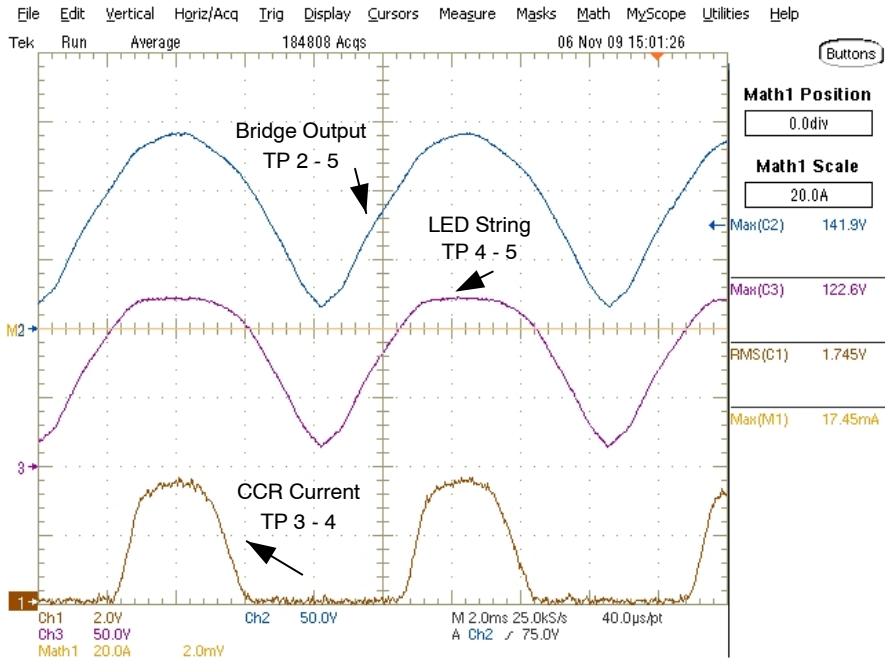 File Edit Vertical Horiz/Acq Trig Display Cursors Measure Masks Math MyScope Utilities Help
Tek Run Average 184808 Acqs 06 Nov 09 15:01:26
Buttons
Math1 Position
0.0div
Math1 Scale
20.0A
Bridge Output
TP 2 - 5
LED String
TP 4 - 5
Max(C2) 141.9V
Max(C3) 122.6V
M2
RMS(C1) 1.745V
Max(M1) 17.45mA
3
CCR Current
TP 3 - 4
1
Ch1 2.0V Ch2 50.0V M 2.0ms 25.0kS/s 40.0µs/pt
Ch3 50.0V A Ch2 ∕ 75.0V
Math1 20.0A 2.0mV